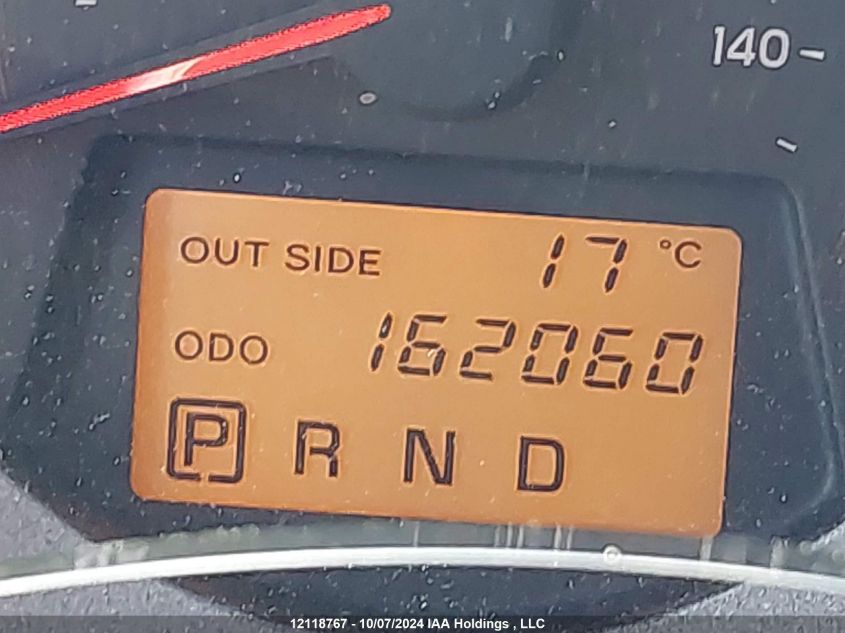 140
OUT SIDE 17 °C
ODO 162060
P R N D
12118767 - 10/07/2024 IAA Holdings , LLC